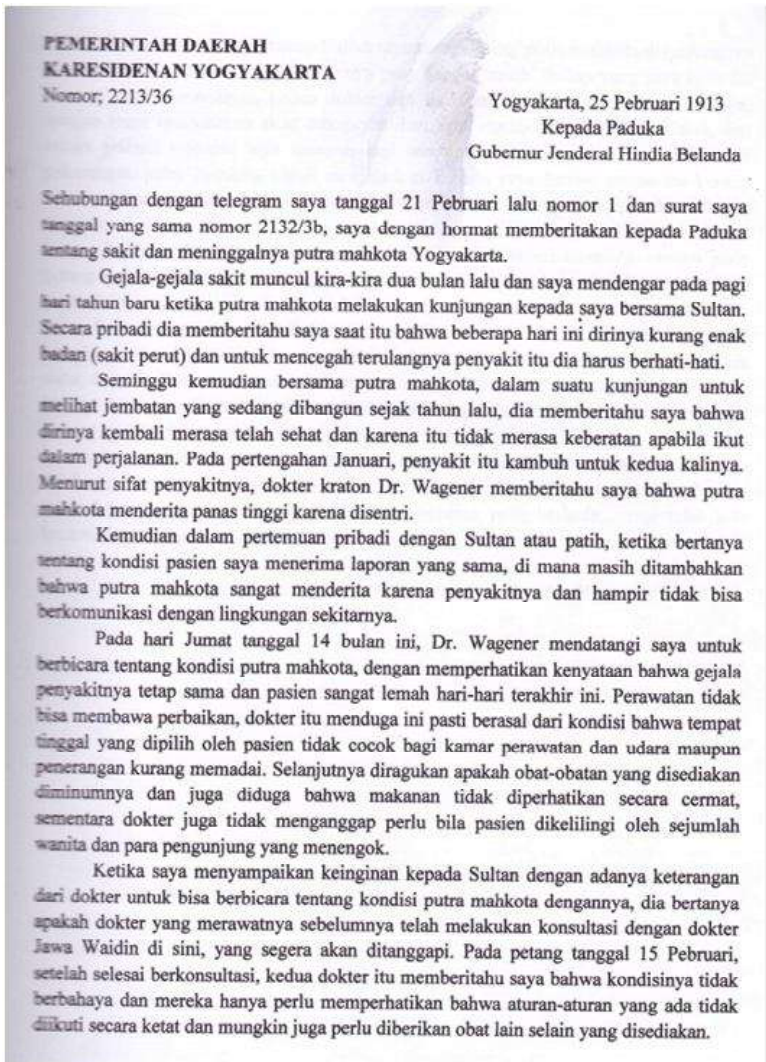 PEMERINTAH DAERAH
KARESIDENAN YOGYAKARTA
Nomor; 2213/36
Yogyakarta, 25 Pebruari 1913
Kepada Paduka
Gubernur Jenderal Hindia Belanda
Sehubungan dengan telegram saya tanggal 21 Pebruari lalu nomor 1 dan surat saya
tanggal yang sama nomor 2132/3b, saya dengan hormat memberitakan kepada Paduka
tentang sakit dan meninggalnya putra mahkota Yogyakarta.
Gejala-gejala sakit muncul kira-kira dua bulan lalu dan saya mendengar pada pagi
hari tahun baru ketika putra mahkota melakukan kunjungan kepada saya bersama Sultan.
Secara pribadi dia memberitahu saya saat itu bahwa beberapa hari ini dirinya kurang enak
badan (sakit perut) dan untuk mencegah terulangnya penyakit itu dia harus berhati-hati.
Seminggu kemudian bersama putra mahkota, dalam suatu kunjungan untuk
melihat jembatan yang sedang dibangun sejak tahun lalu, dia memberitahu saya bahwa
dirinya kembali merasa telah sehat dan karena itu tidak merasa keberatan apabila ikut
dalam perjalanan. Pada pertengahan Januari, penyakit itu kambuh untuk kedua kalinya.
Menurut sifat penyakitnya, dokter kraton Dr. Wagener memberitahu saya bahwa putra
mahkota menderita panas tinggi karena disentri.
Kemudian dalam pertemuan pribadi dengan Sultan atau patih, ketika bertanya
tentang kondisi pasien saya menerima laporan yang sama, di mana masih ditambahkan
bahwa putra mahkota sangat menderita karena penyakitnya dan hampir tidak bisa
berkomunikasi dengan lingkungan sekitarnya.
Pada hari Jumat tanggal 14 bulan ini, Dr. Wagener mendatangi saya untuk
berbicara tentang kondisi putra mahkota, dengan memperhatikan kenyataan bahwa gejala
penyakitnya tetap sama dan pasien sangat lemah hari-hari terakhir ini. Perawatan tidak
bisa membawa perbaikan, dokter itu menduga ini pasti berasal dari kondisi bahwa tempat
tinggal yang dipilih oleh pasien tidak cocok bagi kamar perawatan dan udara maupun
penerangan kurang memadai. Selanjutnya diragukan apakah obat-obatan yang disediakan
diminumnya dan juga diduga bahwa makanan tidak diperhatikan secara cermat,
sementara dokter juga tidak menganggap perlu bila pasien dikelilingi oleh sejumlah
wanita dan para pengunjung yang menengok.
Ketika saya menyampaikan keinginan kepada Sultan dengan adanya keterangan
dari dokter untuk bisa berbicara tentang kondisi putra mahkota dengannya, dia bertanya
apakah dokter yang merawatnya sebelumnya telah melakukan konsultasi dengan dokter
Jawa Waidin di sini, yang segera akan ditanggapi. Pada petang tanggal 15 Pebruari,
setelah selesai berkonsultasi, kedua dokter itu memberitahu saya bahwa kondisinya tidak
berbahaya dan mereka hanya perlu memperhatikan bahwa aturan-aturan yang ada tidak
diikuti secara ketat dan mungkin juga perlu diberikan obat lain selain yang disediakan.